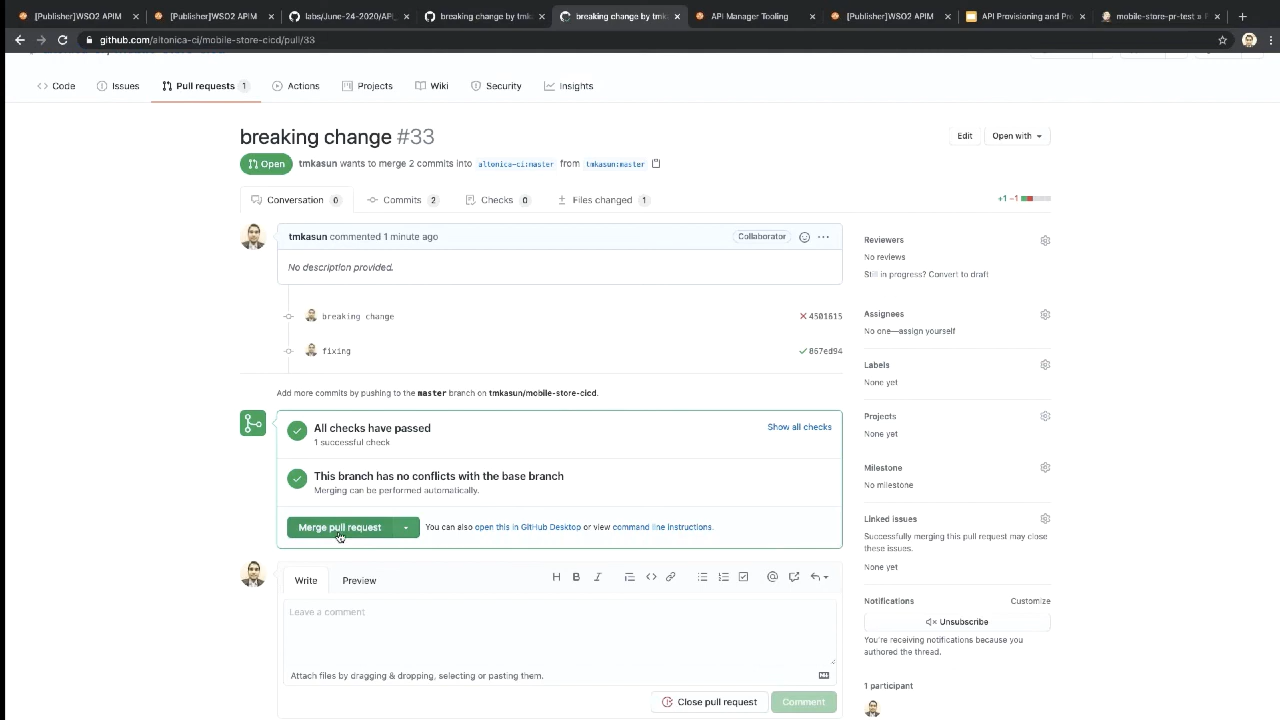 [Publisher]WSO2 APIM
[Publisher]WSO2 APIM
labs/June-24-2020/API_
breaking change by tmk
breaking change by tmk
API Manager Tooling
[Publisher]WSO2 APIM
API Provisioning and Pro
mobile-store-pr-test » P
github.com/altonica-ci/mobile-store-cicd/pull/33
Code
Issues
Pull requests 1
Actions
Projects
Wiki
Security
Insights
breaking change #33
Edit
Open with
Open
tmkasun wants to merge 2 commits into altonica-ci:master from tmkasun:master
Conversation 0
Commits 2
Checks 0
Files changed 1
+1 −1
tmkasun commented 1 minute ago
Collaborator
No description provided.
breaking change
4501615
fixing
867ed94
Add more commits by pushing to the master branch on tmkasun/mobile-store-cicd.
All checks have passed
1 successful check
Show all checks
This branch has no conflicts with the base branch
Merging can be performed automatically.
Merge pull request
You can also open this in GitHub Desktop or view command line instructions.
Write
Preview
Leave a comment
Attach files by dragging & dropping, selecting or pasting them.
Close pull request
Comment
Reviewers
No reviews
Still in progress? Convert to draft
Assignees
No one—assign yourself
Labels
None yet
Projects
None yet
Milestone
No milestone
Linked issues
Successfully merging this pull request may close
these issues.
None yet
Notifications
Customize
Unsubscribe
You're receiving notifications because you
authored the thread.
1 participant